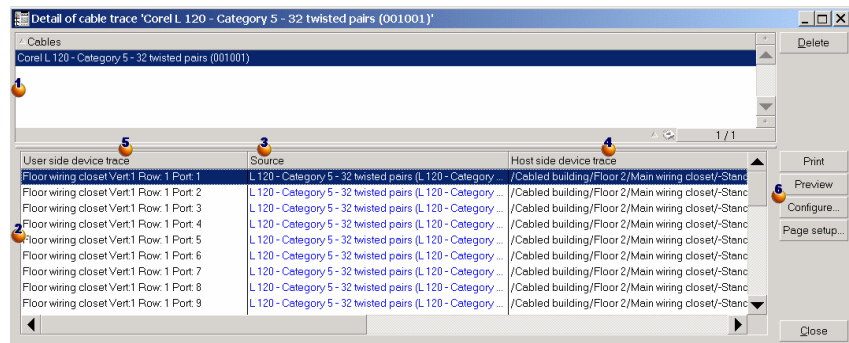 Detail of cable trace 'Corel L 120 - Category 5 - 32 twisted pairs (001001)'
Cables
Delete
Corel L 120 - Category 5 - 32 twisted pairs (001001)
1
1 / 1
5
3
4
User side device trace Source Host side device trace
Print
Floor wiring closet Vert:1 Row: 1 Port: 1 L 120 - Category 5 - 32 twisted pairs (L 120 - Category ... /Cabled building/Floor 2/Main wiring closet/-Stanc
Floor wiring closet Vert:1 Row: 1 Port: 2 L 120 - Category 5 - 32 twisted pairs (L 120 - Category ... /Cabled building/Floor 2/Main wiring closet/-Stanc
Preview
6
Floor wiring closet Vert:1 Row: 1 Port: 3 L 120 - Category 5 - 32 twisted pairs (L 120 - Category ... /Cabled building/Floor 2/Main wiring closet/-Stanc
Configure...
2
Floor wiring closet Vert:1 Row: 1 Port: 4 L 120 - Category 5 - 32 twisted pairs (L 120 - Category ... /Cabled building/Floor 2/Main wiring closet/-Stanc
Page setup...
Floor wiring closet Vert:1 Row: 1 Port: 5 L 120 - Category 5 - 32 twisted pairs (L 120 - Category ... /Cabled building/Floor 2/Main wiring closet/-Stanc
Floor wiring closet Vert:1 Row: 1 Port: 6 L 120 - Category 5 - 32 twisted pairs (L 120 - Category ... /Cabled building/Floor 2/Main wiring closet/-Stanc
Floor wiring closet Vert:1 Row: 1 Port: 7 L 120 - Category 5 - 32 twisted pairs (L 120 - Category ... /Cabled building/Floor 2/Main wiring closet/-Stanc
Floor wiring closet Vert:1 Row: 1 Port: 8 L 120 - Category 5 - 32 twisted pairs (L 120 - Category ... /Cabled building/Floor 2/Main wiring closet/-Stanc
Floor wiring closet Vert:1 Row: 1 Port: 9 L 120 - Category 5 - 32 twisted pairs (L 120 - Category ... /Cabled building/Floor 2/Main wiring closet/-Stanc
Close